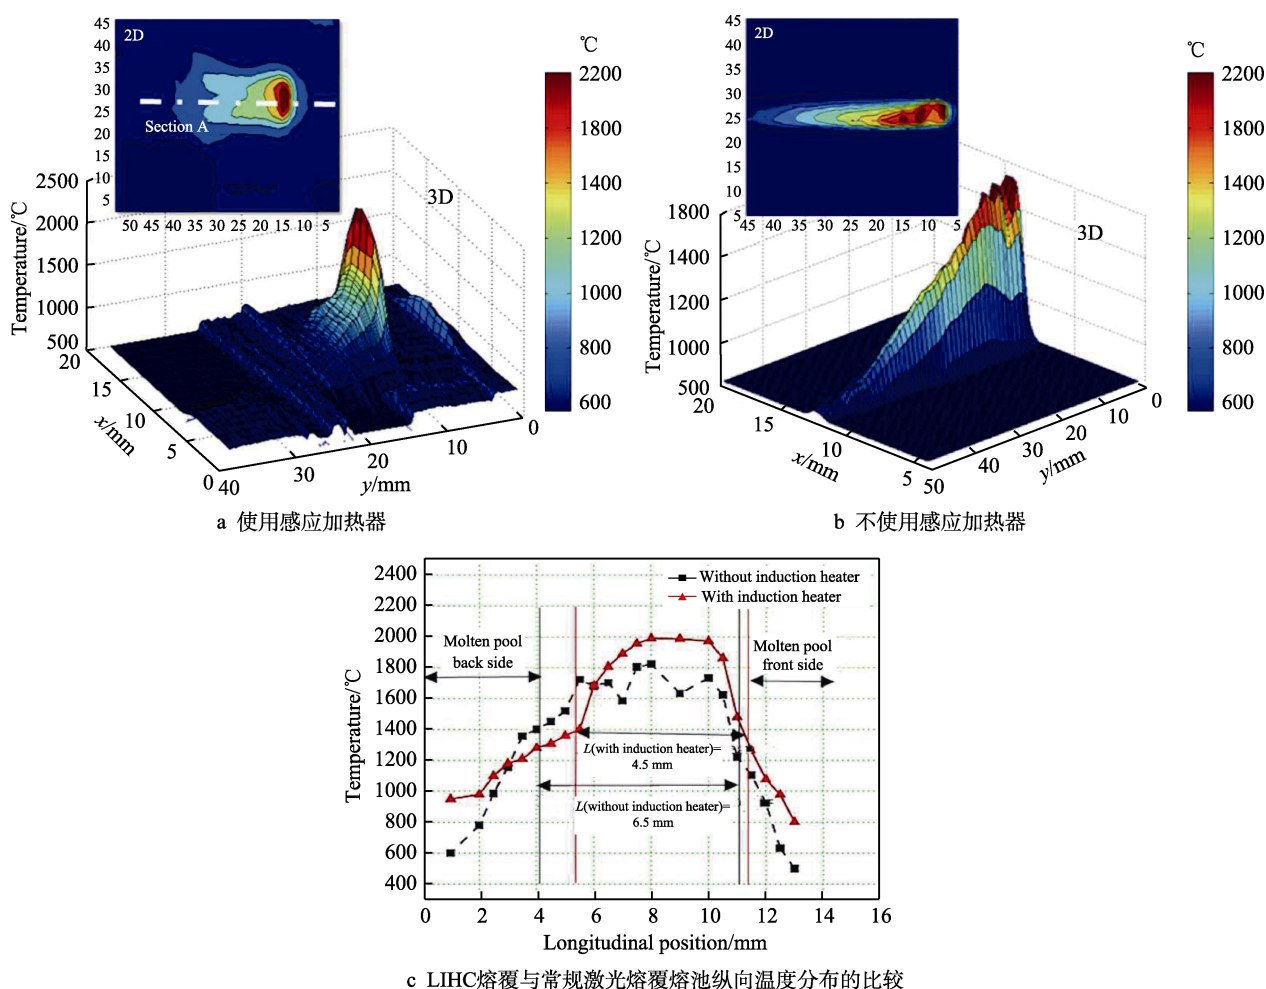 45
40
35
30
25
20
15
10
5
2D
Section A
50 45 40 35 30 25 20 15 10 5
2500
2000
1500
1000
500
Temperature/℃
20
15
10
5
0
x/mm
40
30
20
10
0
y/mm
3D
℃
2200
1800
1400
1200
1000
800
600
a 使用感应加热器
45
40
35
30
25
20
15
10
5
2D
45 40 35 30 25 20 15 10 5
1800
1400
1200
1000
500
Temperature/℃
20
15
10
5
x/mm
50
40
30
20
10
0
y/mm
3D
℃
2200
1800
1400
1200
1000
800
600
b 不使用感应加热器
2400
2200
2000
1800
1600
1400
1200
1000
800
600
400
Temperature/℃
Without induction heater
With induction heater
Molten pool
back side
Molten pool
front side
L(with induction heater)=
4.5 mm
L(without induction heater)=
6.5 mm
0 2 4 6 8 10 12 14 16
Longitudinal position/mm
c LIHC熔覆与常规激光熔覆熔池纵向温度分布的比较